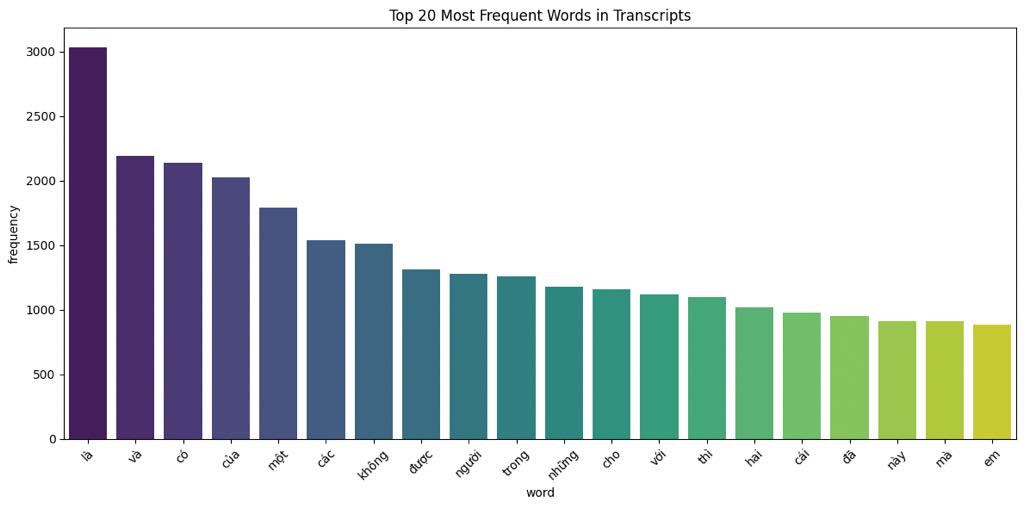 Top 20 Most Frequent Words in Transcripts
frequency
3000
2500
2000
1500
1000
500
0
là và có của một các không được người trong những cho với thì hai cái đã này mà em
word